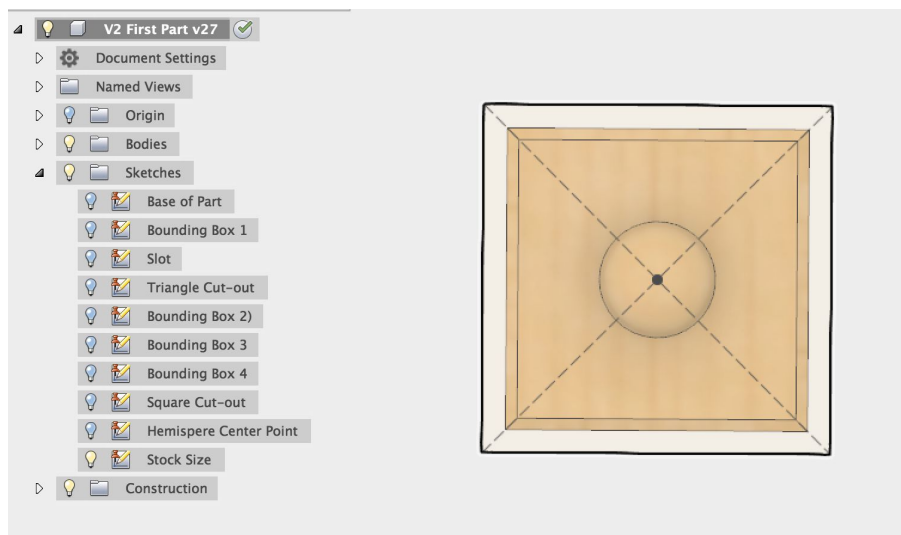 V2 First Part v27
Document Settings
Named Views
Origin
Bodies
Sketches
Base of Part
Bounding Box 1
Slot
Triangle Cut-out
Bounding Box 2)
Bounding Box 3
Bounding Box 4
Square Cut-out
Hemispere Center Point
Stock Size
Construction